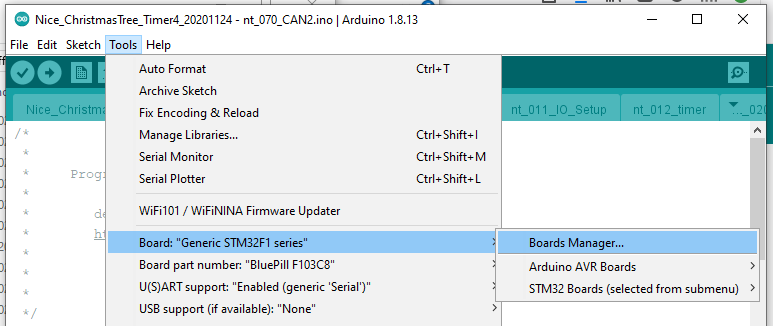 Nice_ChristmasTree_Timer4_20201124 - nt_070_CAN2.ino | Arduino 1.8.13
File Edit Sketch Tools Help
Auto Format Ctrl+T
Archive Sketch
Nice_Christm nt_011_IO_Setup nt_012_timer ..._020
Fix Encoding & Reload
/* Manage Libraries... Ctrl+Shift+I
* Serial Monitor Ctrl+Shift+M
* Progr Serial Plotter Ctrl+Shift+L
*
* de WiFi101 / WiFiNINA Firmware Updater
* ht Board: "Generic STM32F1 series" Boards Manager...
* Board part number: "BluePill F103C8" Arduino AVR Boards
* U(S)ART support: "Enabled (generic 'Serial')" STM32 Boards (selected from submenu)
*/ USB support (if available): "None"